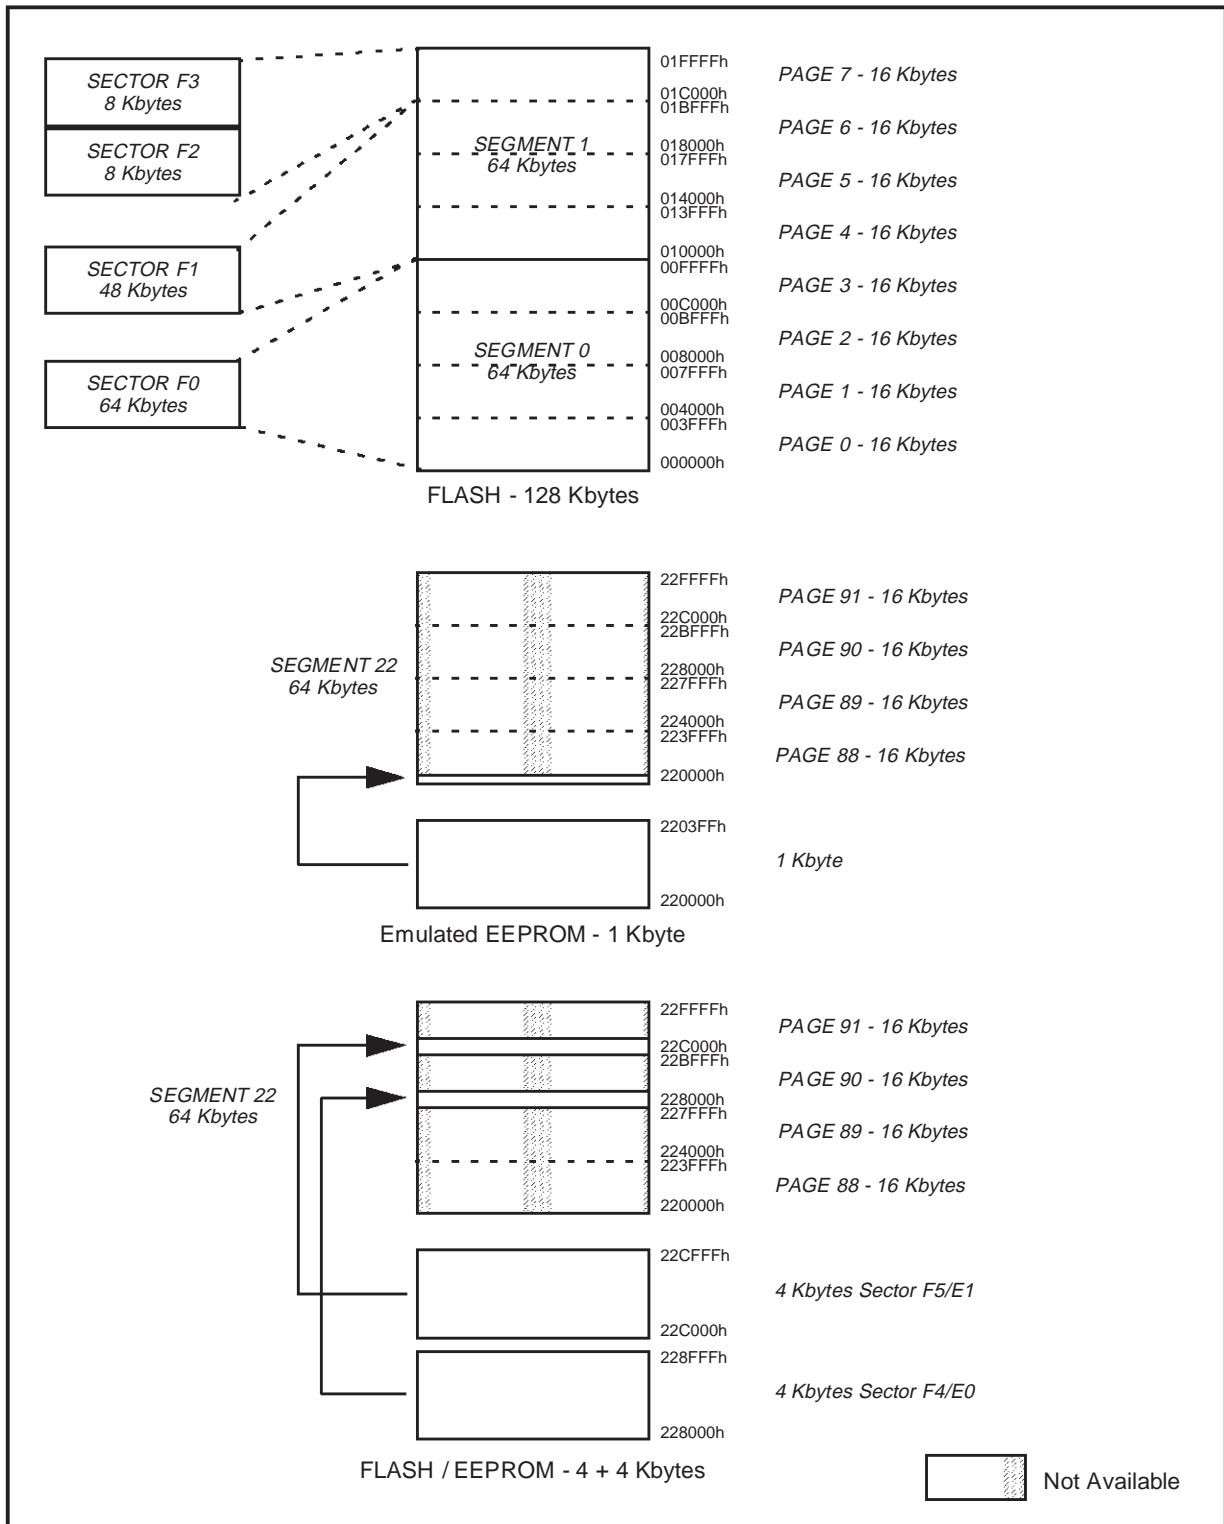 SECTOR F3
8 Kbytes
SECTOR F2
8 Kbytes
SECTOR F1
48 Kbytes
SECTOR F0
64 Kbytes
SEGMENT 1
64 Kbytes
SEGMENT 0
64 Kbytes
01FFFFh
01C000h
01BFFFh
018000h
017FFFh
014000h
013FFFh
010000h
00FFFFh
00C000h
00BFFFh
008000h
007FFFh
004000h
003FFFh
000000h
PAGE 7 - 16 Kbytes
PAGE 6 - 16 Kbytes
PAGE 5 - 16 Kbytes
PAGE 4 - 16 Kbytes
PAGE 3 - 16 Kbytes
PAGE 2 - 16 Kbytes
PAGE 1 - 16 Kbytes
PAGE 0 - 16 Kbytes
FLASH - 128 Kbytes
SEGMENT 22
64 Kbytes
22FFFFh
22C000h
22BFFFh
228000h
227FFFh
224000h
223FFFh
220000h
PAGE 91 - 16 Kbytes
PAGE 90 - 16 Kbytes
PAGE 89 - 16 Kbytes
PAGE 88 - 16 Kbytes
2203FFh
1 Kbyte
220000h
Emulated EEPROM - 1 Kbyte
SEGMENT 22
64 Kbytes
22FFFFh
22C000h
22BFFFh
228000h
227FFFh
224000h
223FFFh
220000h
PAGE 91 - 16 Kbytes
PAGE 90 - 16 Kbytes
PAGE 89 - 16 Kbytes
PAGE 88 - 16 Kbytes
22CFFFh
4 Kbytes Sector F5/E1
22C000h
228FFFh
4 Kbytes Sector F4/E0
228000h
FLASH / EEPROM - 4 + 4 Kbytes
Not Available